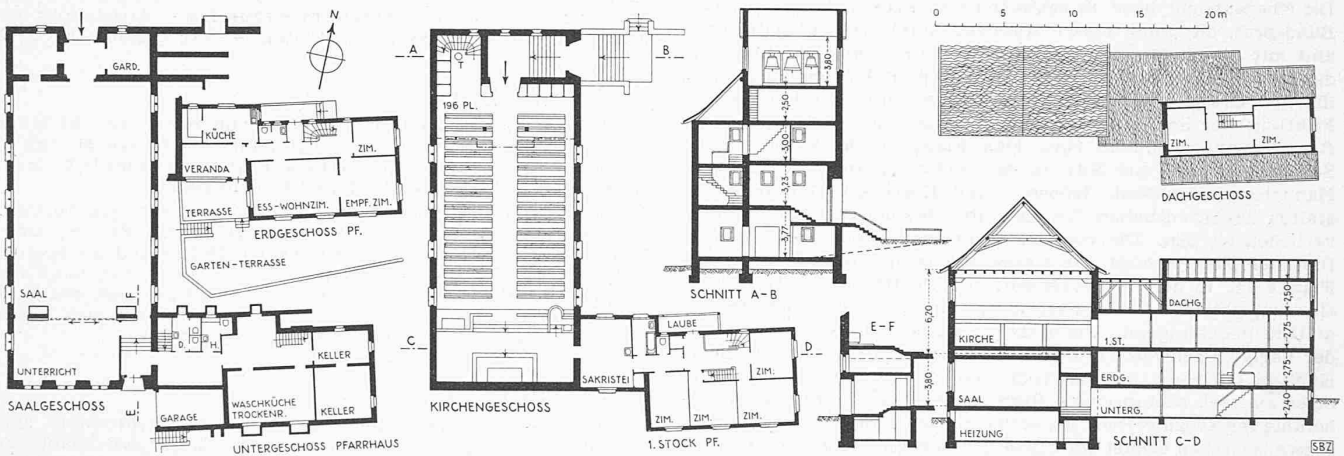 GARD.
SAAL
UNTERRICHT
F
E
SAALGESCHOSS
N
KÜCHE
VERANDA
ZIM.
TERRASSE
ESS-WOHNZIM.
EMPF. ZIM.
ERDGESCHOSS PF.
GARTEN-TERRASSE
D.
H.
KELLER
WASCHKÜCHE
TROCKENR.
KELLER
GARAGE
UNTERGESCHOSS PFARRHAUS
A
B
T
196 PL.
C
D
LAUBE
SAKRISTEI
ZIM.
ZIM.
ZIM.
ZIM.
KIRCHENGESCHOSS
1. STOCK PF.
3,80
2,50
3,00
3,23
3,77
SCHNITT A-B
0
5
10
15
20 m
ZIM.
ZIM.
DACHGESCHOSS
E-F
6,20
3,80
KIRCHE
SAAL
HEIZUNG
DACHG.
1. ST.
ERDG.
UNTERG.
2,50
2,75
2,75
2,40
SCHNITT C-D
SBZ